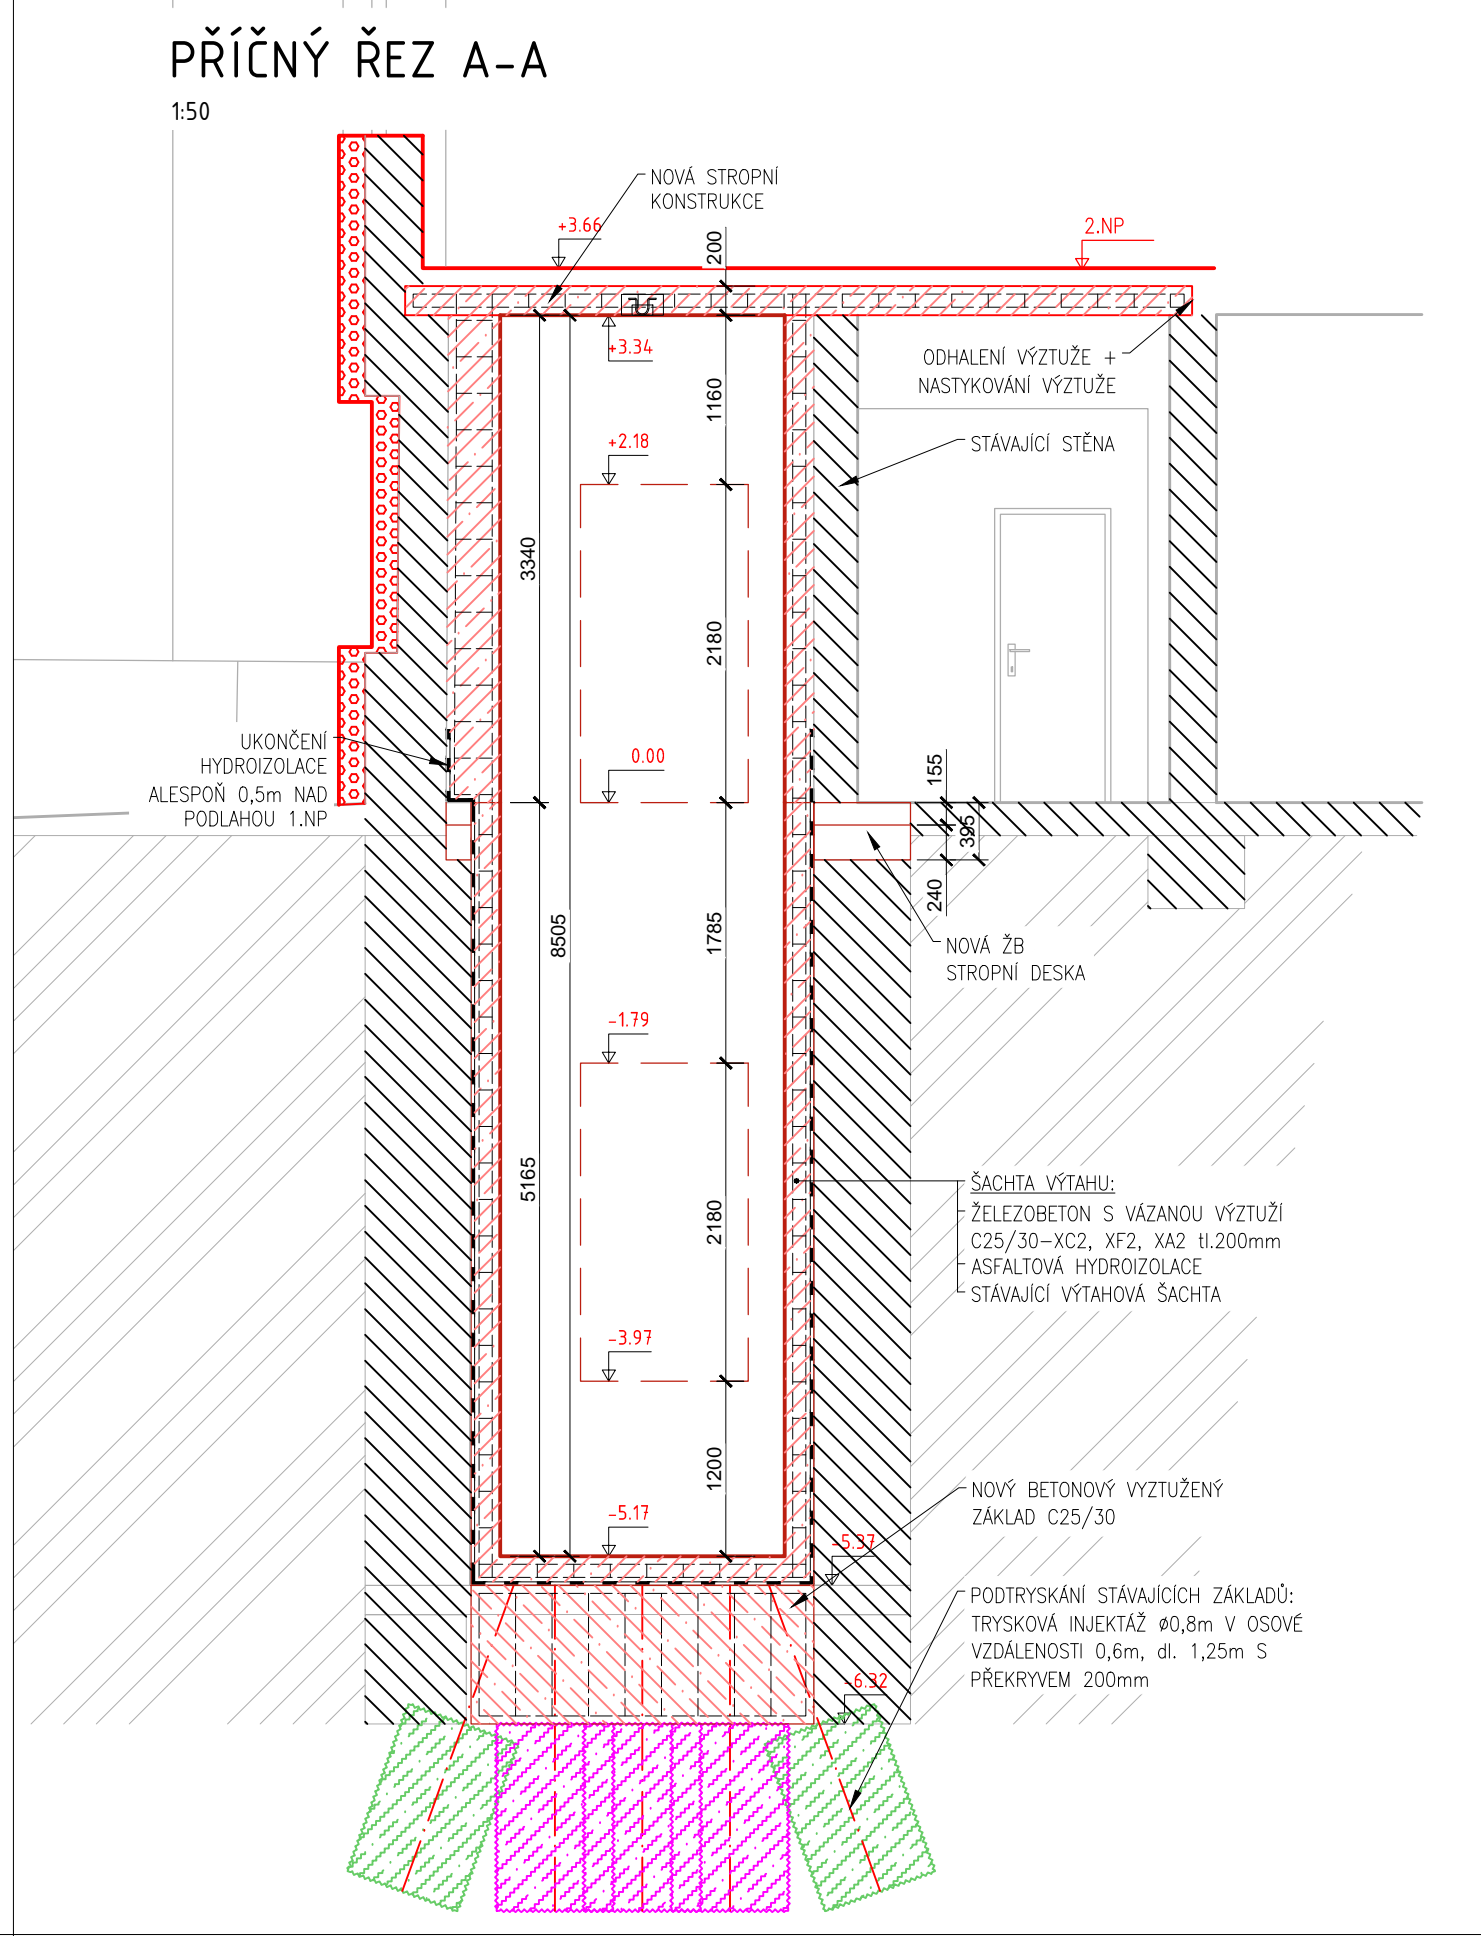 PŘÍČNÝ ŘEZ A-A
1:50
NOVÁ STROPNÍ
KONSTRUKCE
+3.66
200
2.NP
+3.34
ODHALENÍ VÝZTUŽE +
NASTYKOVÁNÍ VÝZTUŽE
1160
+2.18
STÁVAJÍCÍ STĚNA
3340
2180
UKONČENÍ
HYDROIZOLACE
ALESPOŇ 0,5m NAD
PODLAHOU 1.NP
0.00
155
395
240
8505
1785
NOVÁ ŽB
STROPNÍ DESKA
-1.79
5165
2180
ŠACHTA VÝTAHU:
ŽELEZOBETON S VÁZANOU VÝZTUŽÍ
C25/30-XC2, XF2, XA2 tl.200mm
ASFALTOVÁ HYDROIZOLACE
STÁVAJÍCÍ VÝTAHOVÁ ŠACHTA
-3.97
1200
NOVÝ BETONOVÝ VYZTUŽENÝ
ZÁKLAD C25/30
-5.17
-5.37
PODTRYSKÁNÍ STÁVAJÍCÍCH ZÁKLADŮ:
TRYSKOVÁ INJEKTÁŽ ø0,8m V OSOVÉ
VZDÁLENOSTI 0,6m, dl. 1,25m S
PŘEKRYVEM 200mm
-6.32